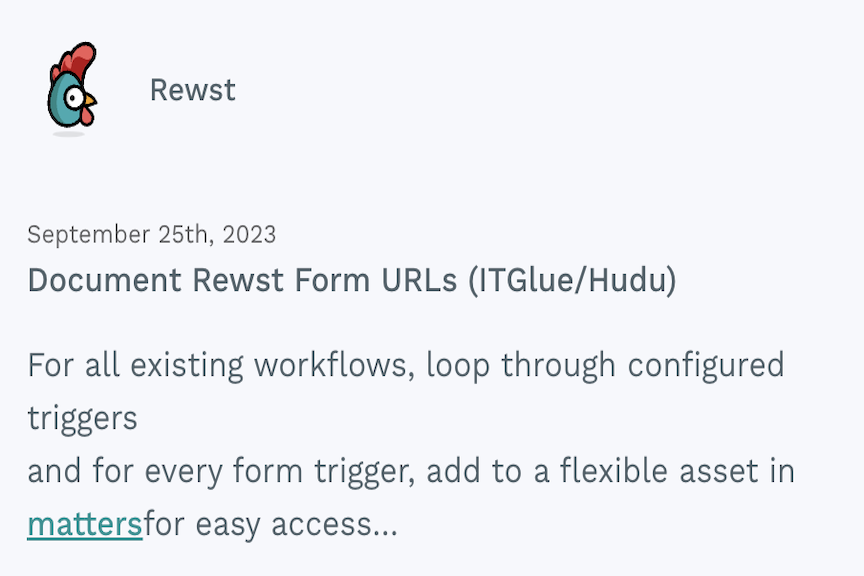 Rewst
September 25th, 2023
Document Rewst Form URLs (ITGlue/Hudu)
For all existing workflows, loop through configured
triggers
and for every form trigger, add to a flexible asset in
mattersfor easy access...